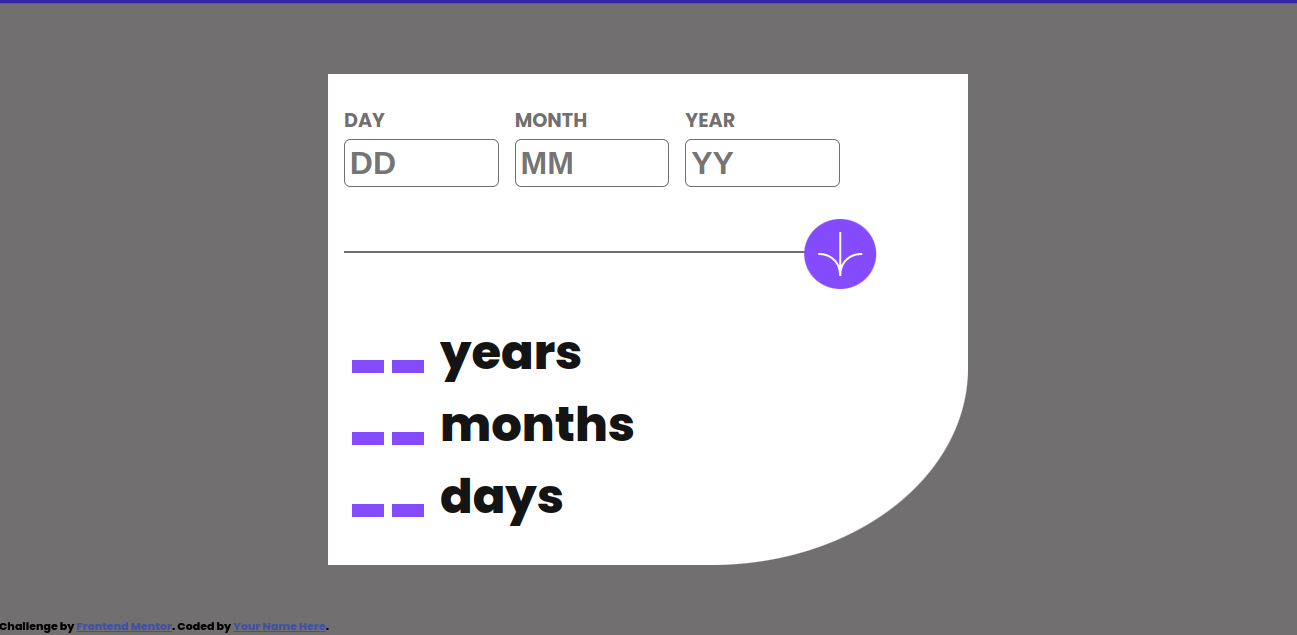 DAY MONTH YEAR
DD MM YY
-- years
-- months
-- days
Challenge by Frontend Mentor. Coded by Your Name Here.